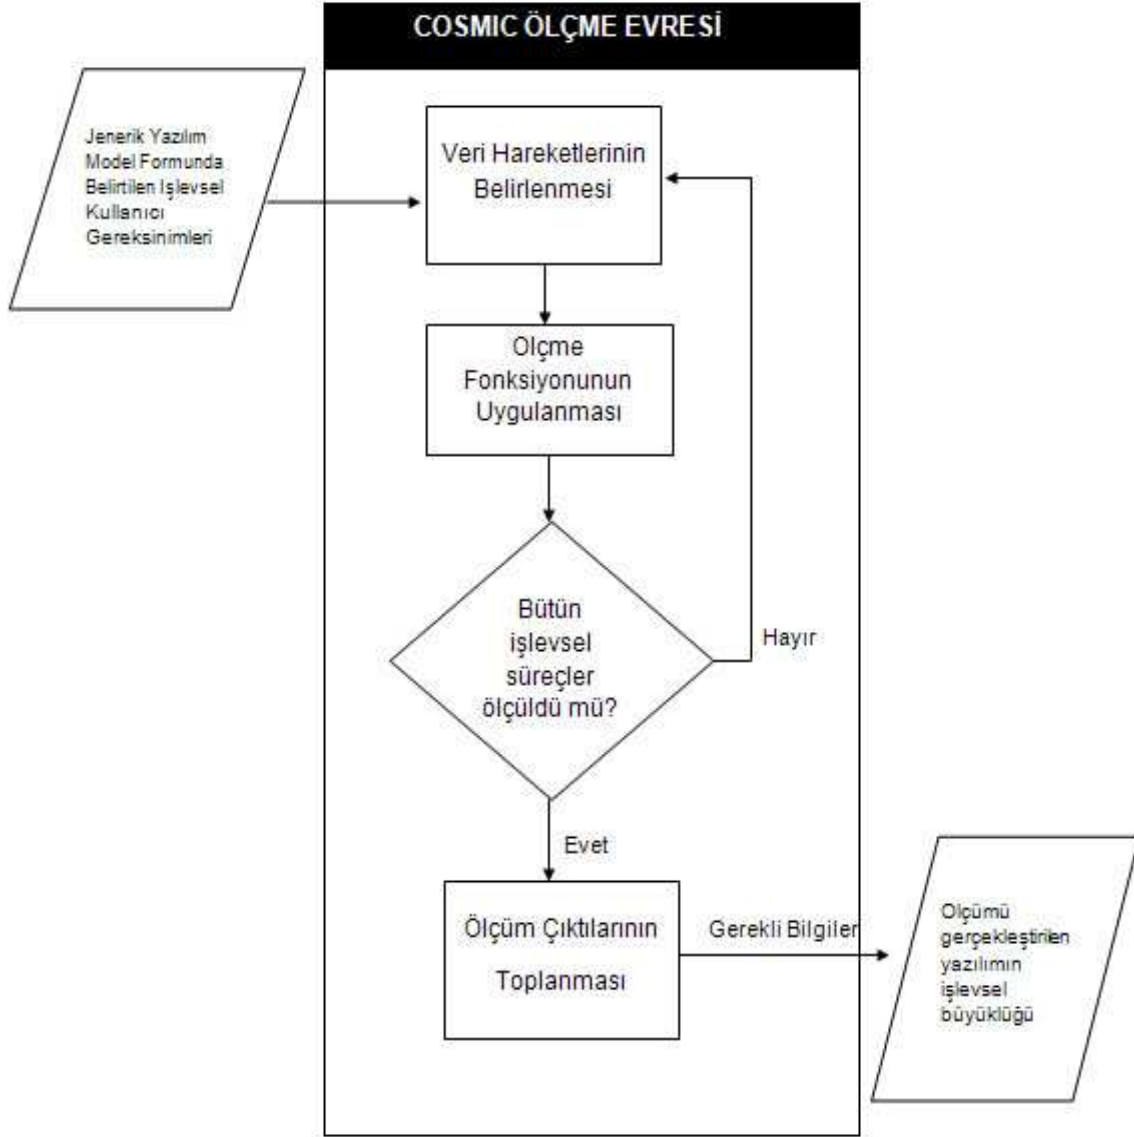 COSMIC ÖLÇME EVRESİ
Jenerik Yazılım
Model Formunda
Belirtilen Işlevsel
Kullanıcı
Gereksinimleri
Veri Hareketlerinin
Belirlenmesi
Olçme
Fonksiyonunun
Uygulanması
Bütün
işlevsel
süreçler
ölçüldü mü?
Hayır
Evet
Ölçüm Çıktılarının
Toplanması
Gerekli Bilgiler
Olçümü
gerçekleştirilen
yazılımın
işlevsel
büyüklüğü